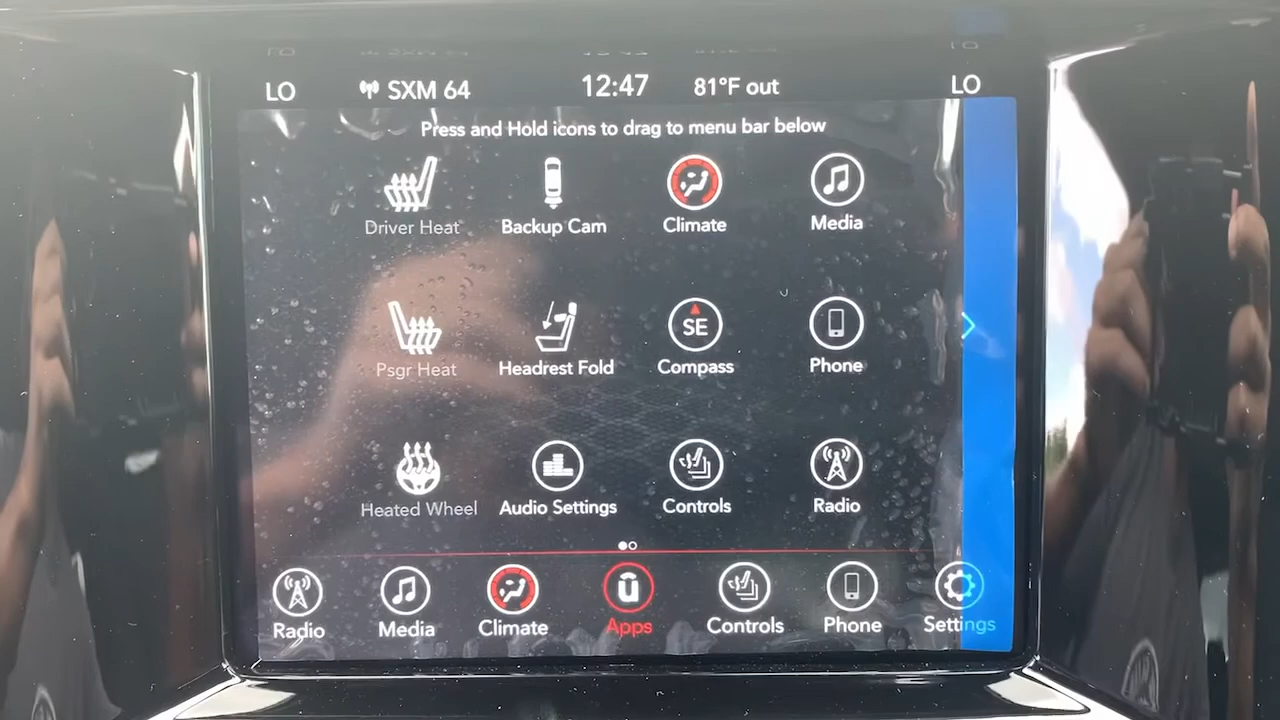 LO SXM 64 12:47 81°F out LO
Press and Hold icons to drag to menu bar below
Driver Heat Backup Cam Climate Media
SE
Psgr Heat Headrest Fold Compass Phone
Heated Wheel Audio Settings Controls Radio
Radio Media Climate Apps Controls Phone Settings